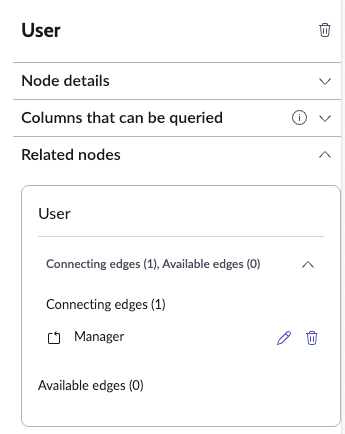 User
Node details
Columns that can be queried
Related nodes
User
Connecting edges (1), Available edges (0)
Connecting edges (1)
Manager
Available edges (0)